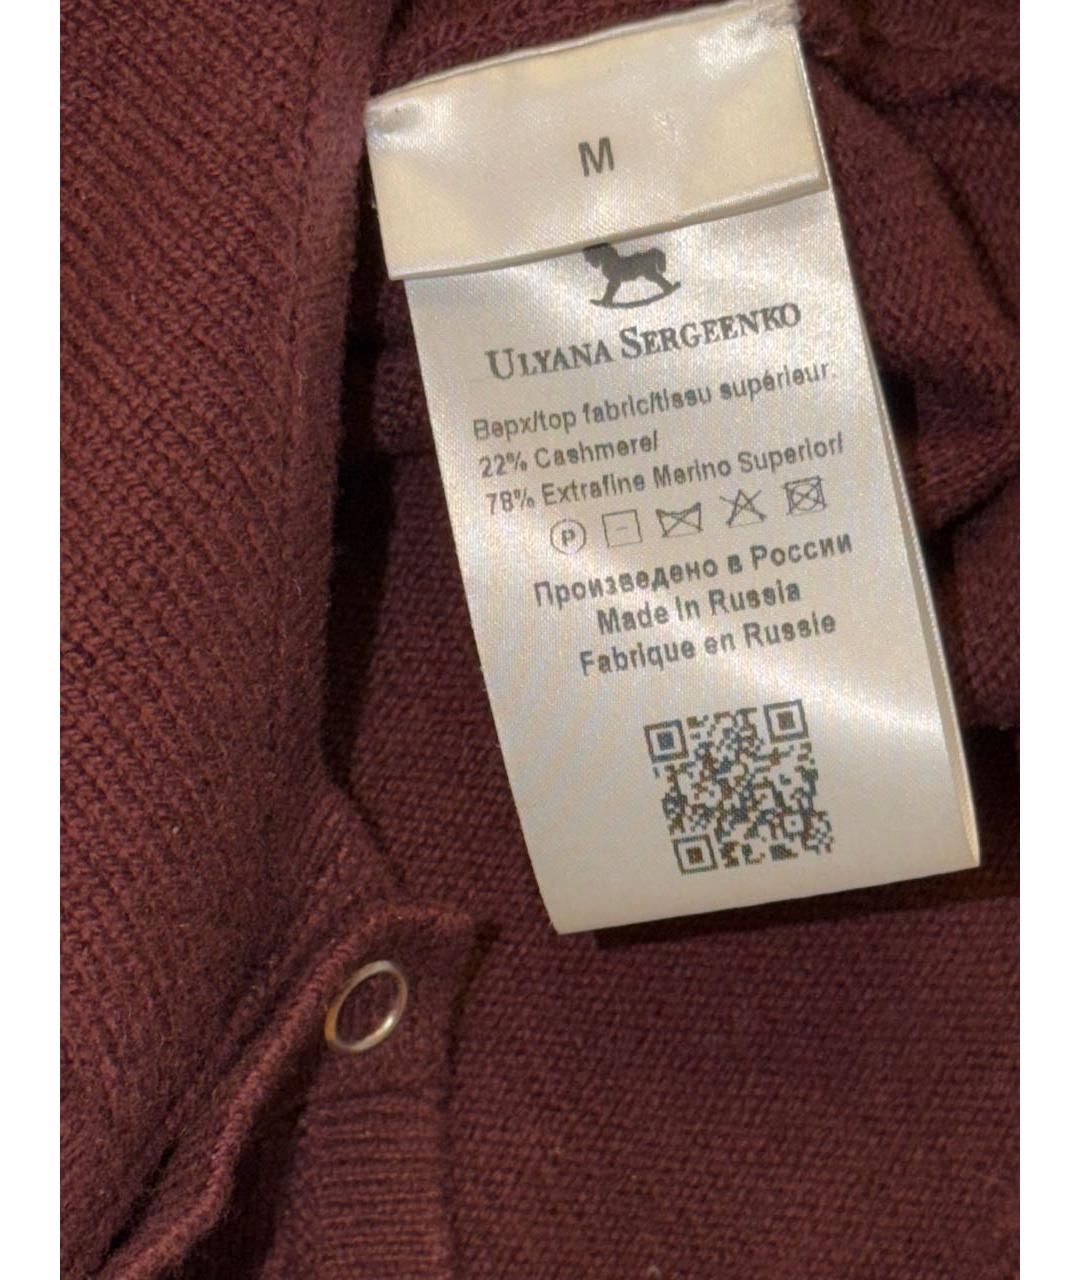 M
ULYANA SERGEENKO
Верх/top fabric/tissu supérieur:
22% Cashmere/
78% Extrafine Merino Superior/
P
Произведено в России
Made in Russia
Fabriqué en Russie